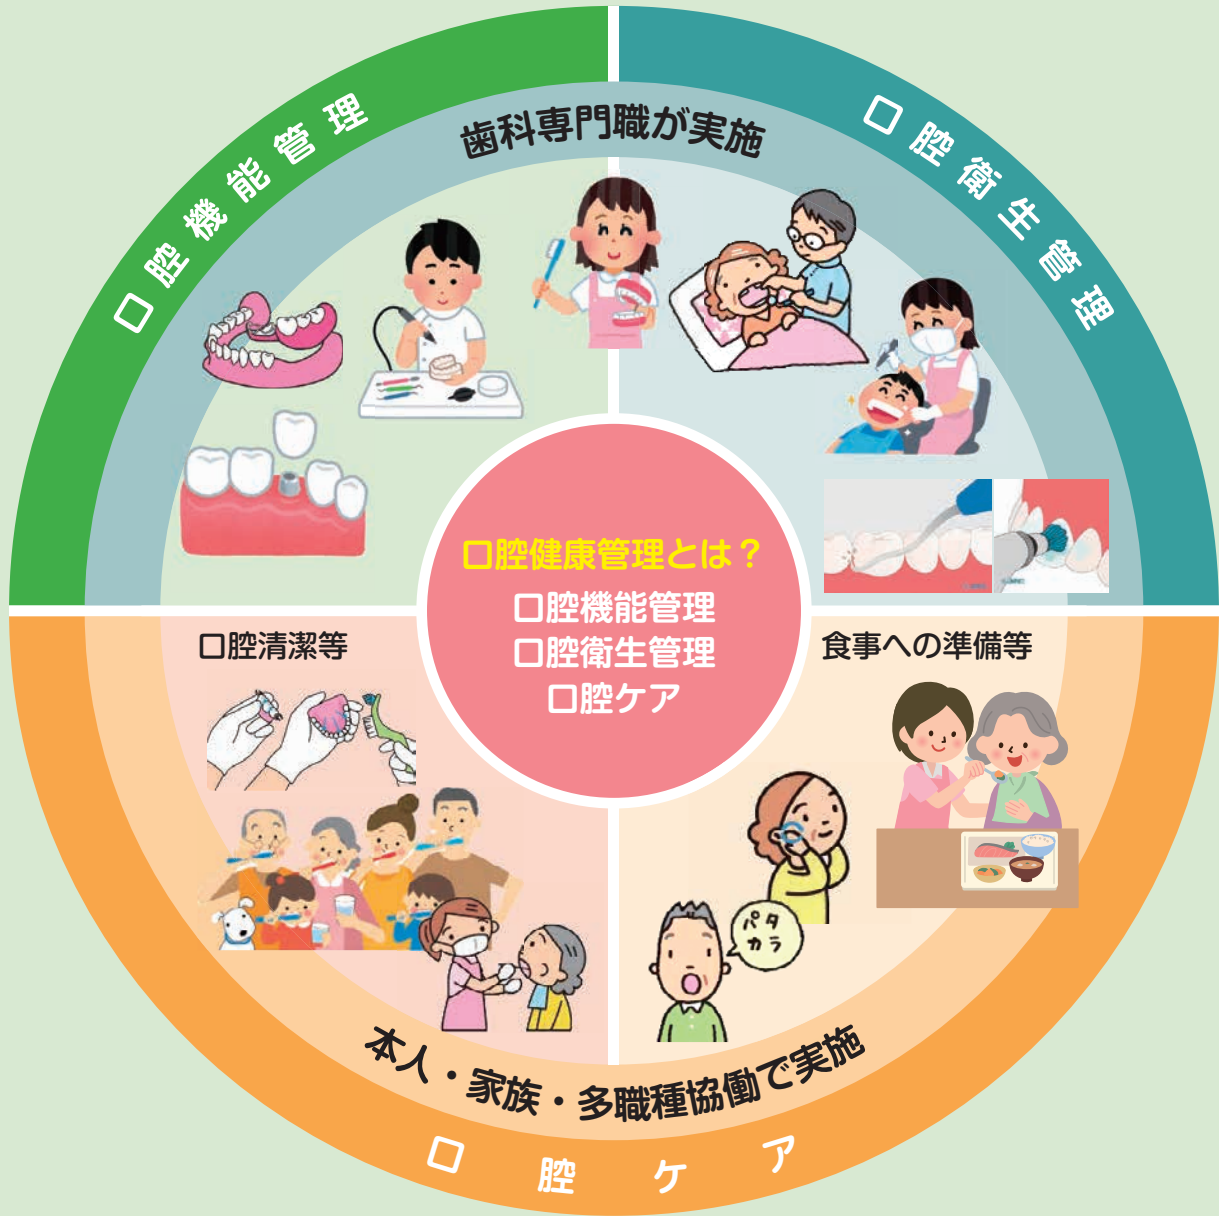 口腔機能管理
口腔衛生管理
歯科専門職が実施
口腔健康管理とは？
口腔機能管理
口腔衛生管理
口腔ケア
口腔清潔等
食事への準備等
パタ
カラ
本人・家族・多職種協働で実施
口腔ケア